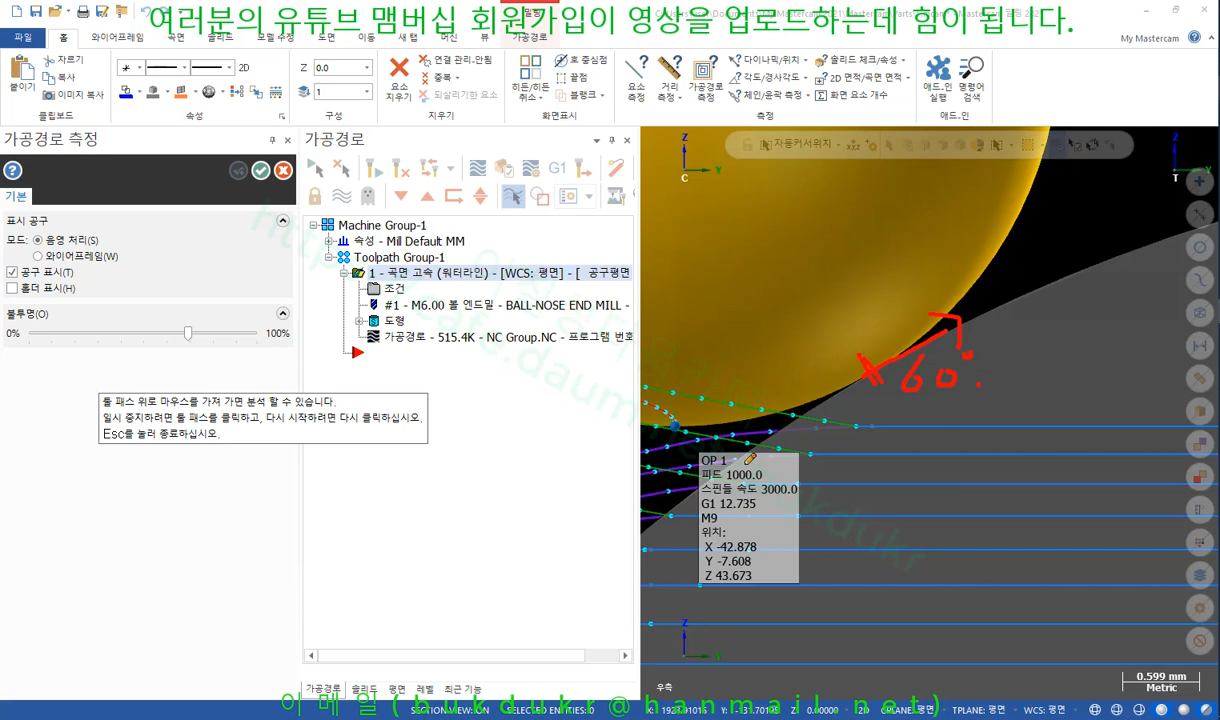 여러분의 유튜브 맴버십 회원가입이 영상을 업로드하는데 힘이 됩니다.
My Mastercam
파일 홈 와이어프레임 곡면 솔리드 모델 수정 도면 이동 새 탭 머신 뷰 가공경로
붙이기
자르기
복사
이미지 복사
클립보드
2D
속성
Z 0.0
1
구성
요소
지우기
연결 관리_안됨
중복
되살리기한 요소
지우기
히든/히든
취소
호 중심점
끝점
블랭크
화면표시
요소
측정
거리
측정
가공경로
측정
다이나믹/위치
각도/경사각도
체인/윤곽 측정
솔리드 체크/속성
2D 면적/곡면 면적
화면 요소 개수
측정
애드_인
실행
명령어
검색
애드_인
가공경로 측정
기본
표시 공구
모드: 음영 처리(S)
와이어프레임(W)
공구 표시(T)
홀더 표시(H)
불투명(O)
0% 100%
툴 패스 위로 마우스를 가져 가면 분석 할 수 있습니다.
일시 중지하려면 툴 패스를 클릭하고, 다시 시작하려면 다시 클릭하십시오.
Esc를 눌러 종료하십시오.
가공경로
G1
Machine Group-1
속성 - Mill Default MM
Toolpath Group-1
1 - 곡면 고속 (워터라인) - [WCS: 평면] - [ 공구평면
조건
#1 - M6.00 볼 엔드밀 - BALL-NOSE END MILL -
도형
가공경로 - 515.4K - NC Group.NC - 프로그램 번호
가공경로 솔리드 평면 레벨 최근 기능
자동커서위치
Z
Y
C
Z
Y
T
60°.
OP 1
피드 1000.0
스핀들 속도 3000.0
G1 12.735
M9
위치:
X -42.878
Y -7.608
Z 43.673
Z
Y
우측
0.599 mm
Metric
이 메 일 ( b u k d u k r @ h a n m a i l . n e t )
SECTION VIEW: ON SELECTED ENTITIES: 0 2D CPLANE: 평면 TPLANE: 평면 WCS: 평면